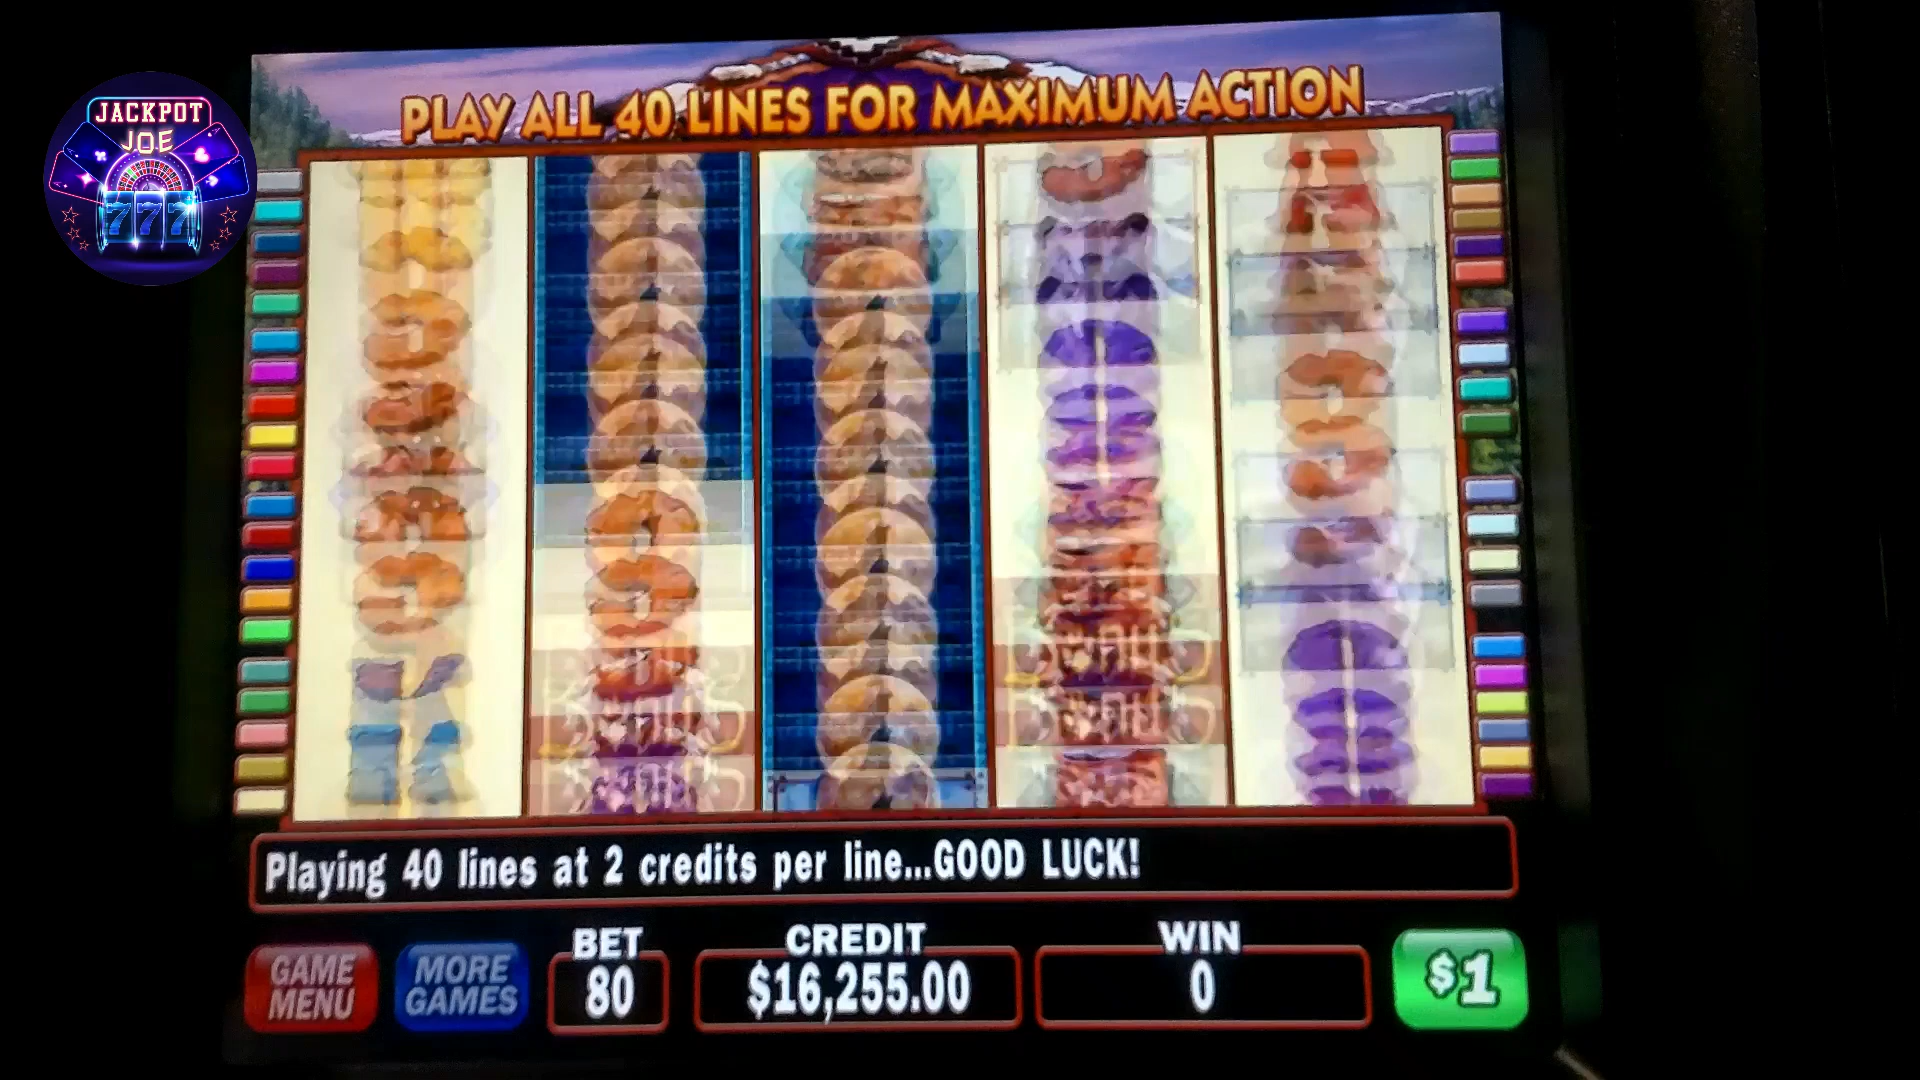 JACKPOT
JOE
777
PLAY ALL 40 LINES FOR MAXIMUM ACTION
Playing 40 lines at 2 credits per line...GOOD LUCK!
GAME
MENU
MORE
GAMES
BET
80
CREDIT
$16,255.00
WIN
0
$1